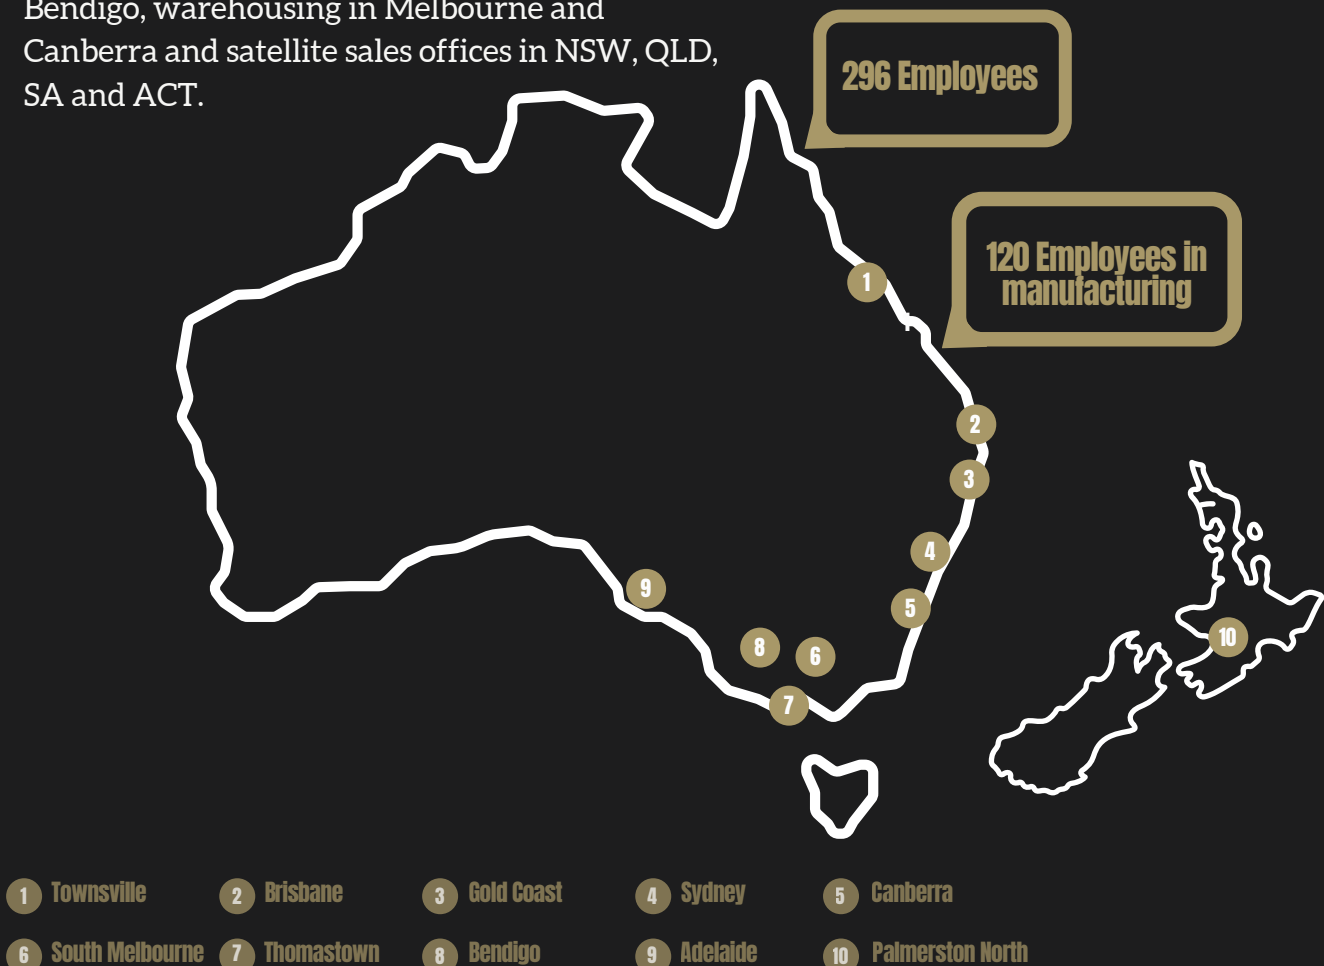 Bendigo, warehousing in Melbourne and
Canberra and satellite sales offices in NSW, QLD,
SA and ACT.
296 Employees
120 Employees in
manufacturing
1
2
3
4
5
9
8
6
7
10
1 Townsville 2 Brisbane 3 Gold Coast 4 Sydney 5 Canberra
6 South Melbourne 7 Thomastown 8 Bendigo 9 Adelaide 10 Palmerston North